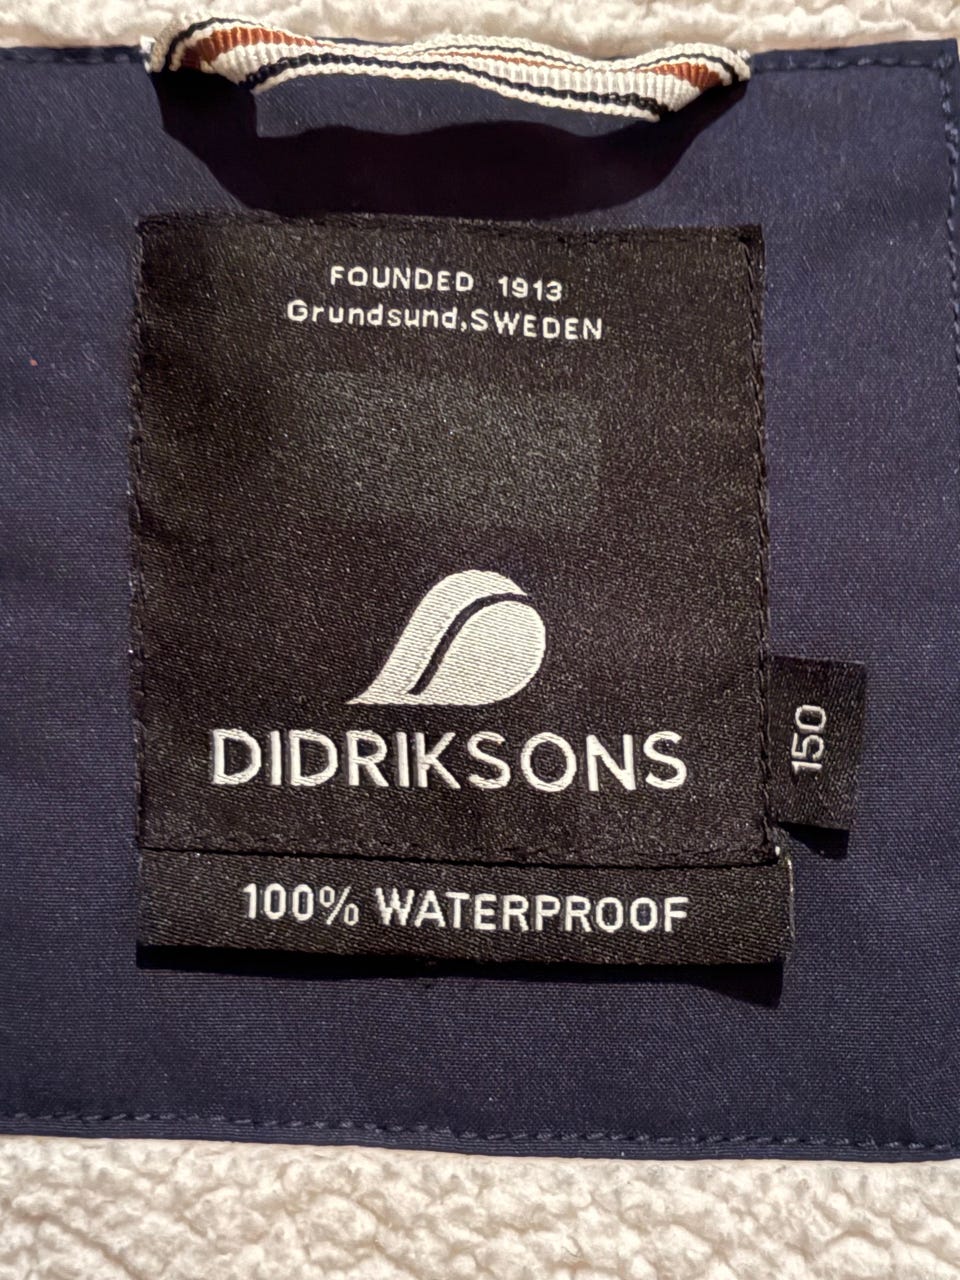 FOUNDED 1913
Grundsund,SWEDEN
DIDRIKSONS
150
100% WATERPROOF